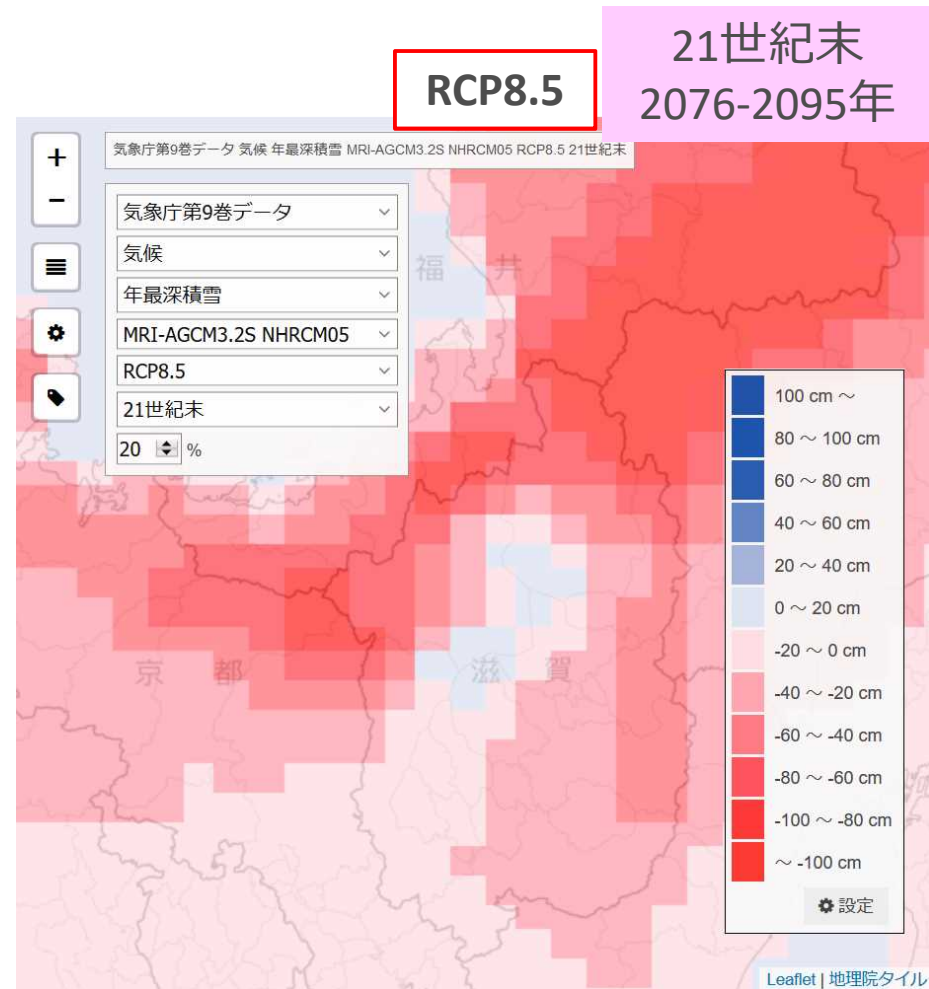 RCP8.5
21世紀末
2076-2095年
+
気象庁第9巻データ 気候 年最深積雪 MRI-AGCM3.2S NHRCM05 RCP8.5 21世紀末
−
気象庁第9巻データ
気候
年最深積雪
MRI-AGCM3.2S NHRCM05
RCP8.5
21世紀末
20 %
福 井
京 都
滋 賀
100 cm ～
80 ～ 100 cm
60 ～ 80 cm
40 ～ 60 cm
20 ～ 40 cm
0 ～ 20 cm
-20 ～ 0 cm
-40 ～ -20 cm
-60 ～ -40 cm
-80 ～ -60 cm
-100 ～ -80 cm
～ -100 cm
設定
Leaflet | 地理院タイル